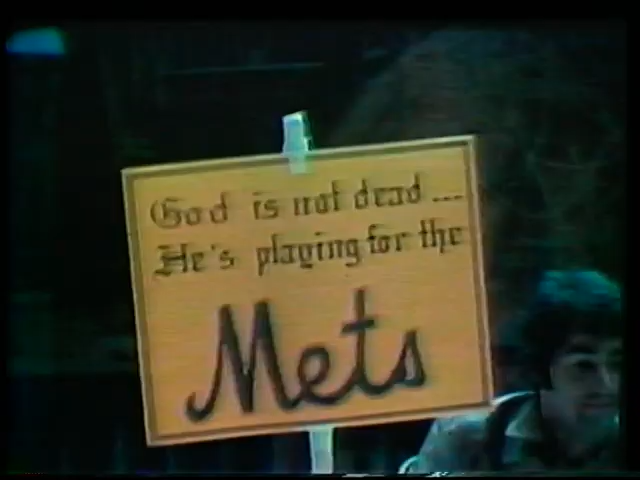 God is not dead....
He's playing for the
Mets